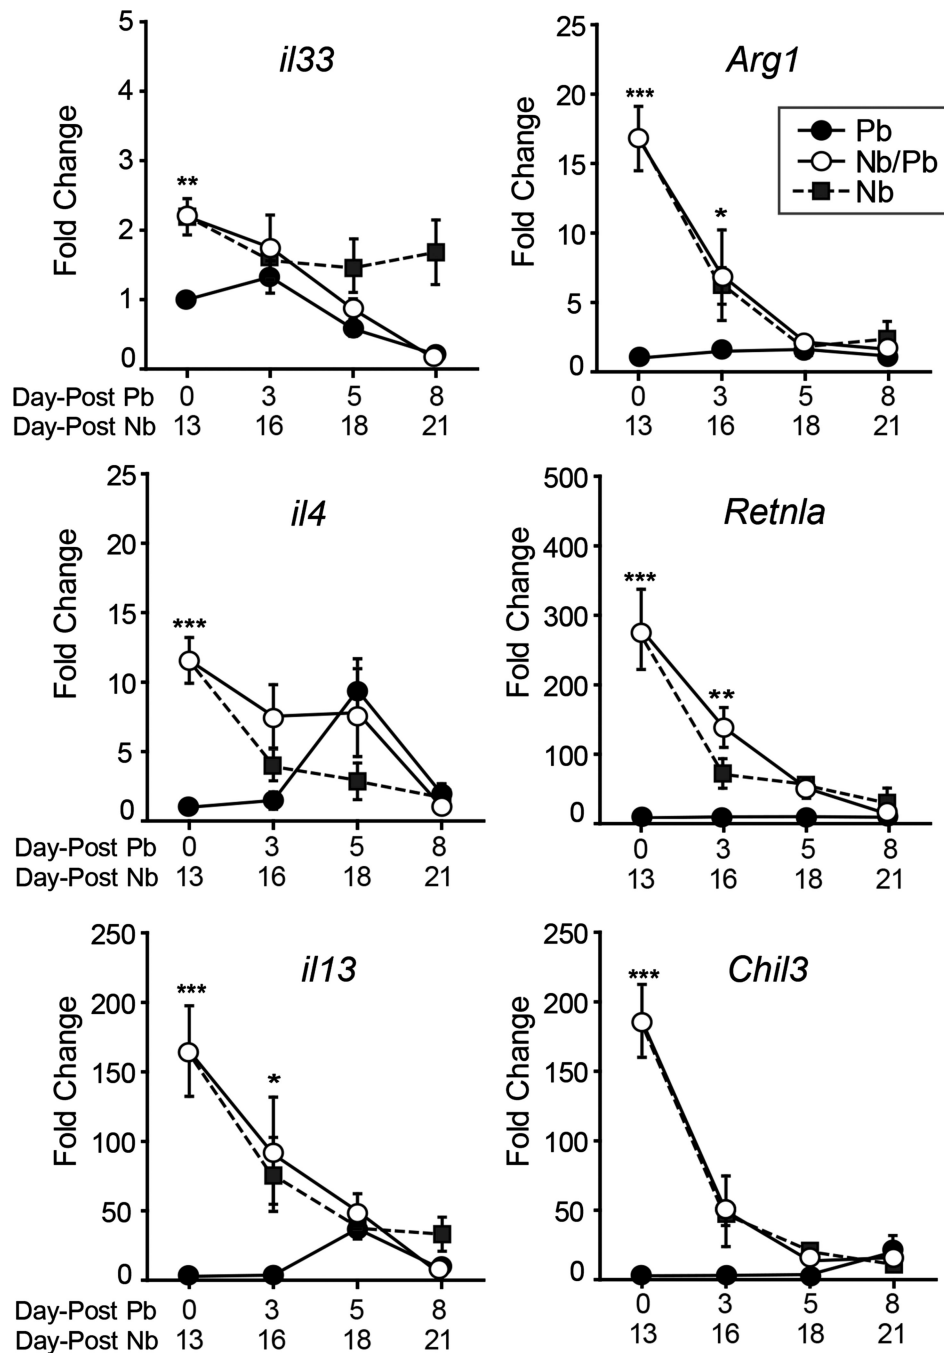 il33
5
4
3
2
1
0
Fold Change
**
Day-Post Pb 0 3 5 8
Day-Post Nb 13 16 18 21
Arg1
25
20
15
10
5
0
Fold Change
***
*
Pb
Nb/Pb
Nb
0 3 5 8
13 16 18 21
il4
25
20
15
10
5
0
Fold Change
***
Day-Post Pb 0 3 5 8
Day-Post Nb 13 16 18 21
Retnla
500
400
300
200
100
0
Fold Change
***
**
0 3 5 8
13 16 18 21
il13
250
200
150
100
50
0
Fold Change
***
*
Day-Post Pb 0 3 5 8
Day-Post Nb 13 16 18 21
Chil3
250
200
150
100
50
0
Fold Change
***
0 3 5 8
13 16 18 21